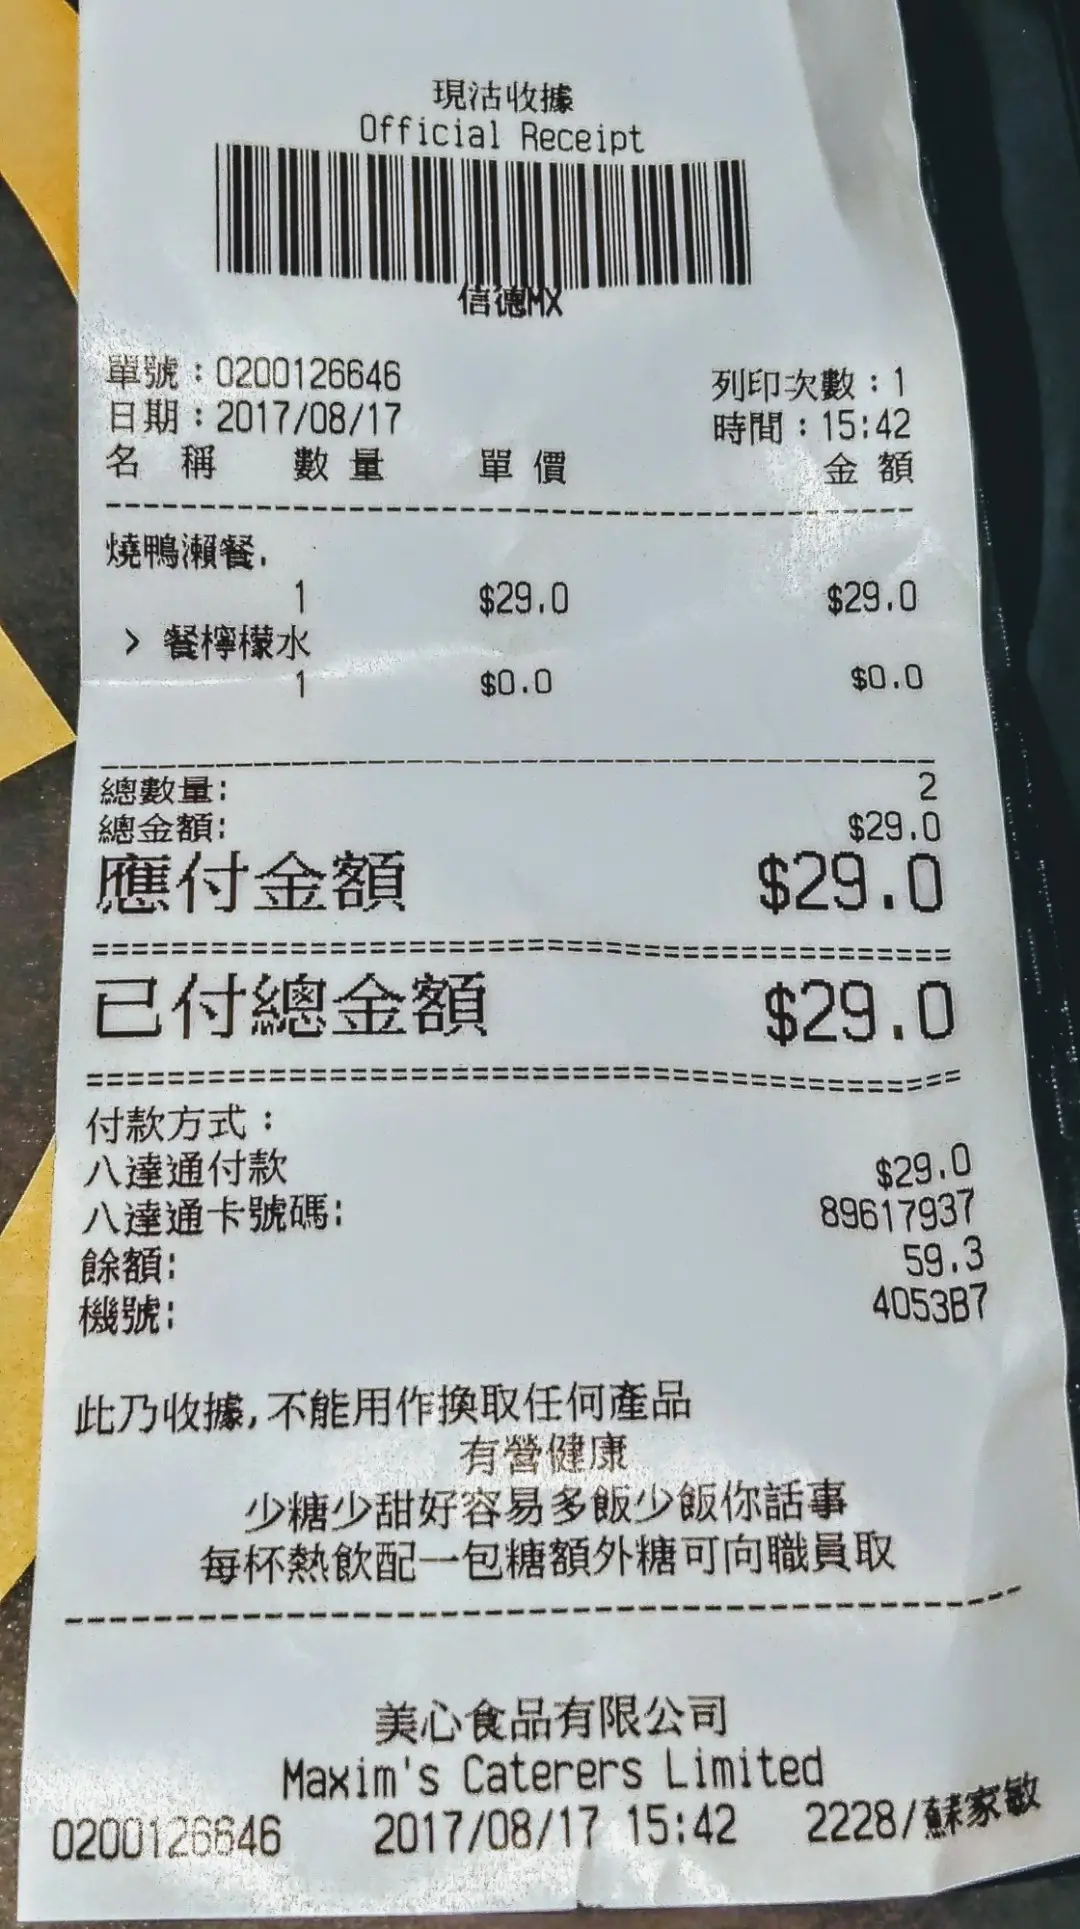 現沽收據
Official Receipt
信德MX
單號：0200126646 列印次數：1
日期：2017/08/17 時間：15:42
名 稱 數 量 單 價 金 額
燒鴨瀨餐.
1 $29.0 $29.0
> 餐檸檬水
1 $0.0 $0.0
總數量: 2
總金額: $29.0
應付金額 $29.0
已付總金額 $29.0
付款方式：
八達通付款 $29.0
八達通卡號碼: 89617937
餘額: 59.3
機號: 4053B7
此乃收據,不能用作換取任何產品
有營健康
少糖少甜好容易多飯少飯你話事
每杯熱飲配一包糖額外糖可向職員取
美心食品有限公司
Maxim's Caterers Limited
0200126646 2017/08/17 15:42 2228/蘇家敏